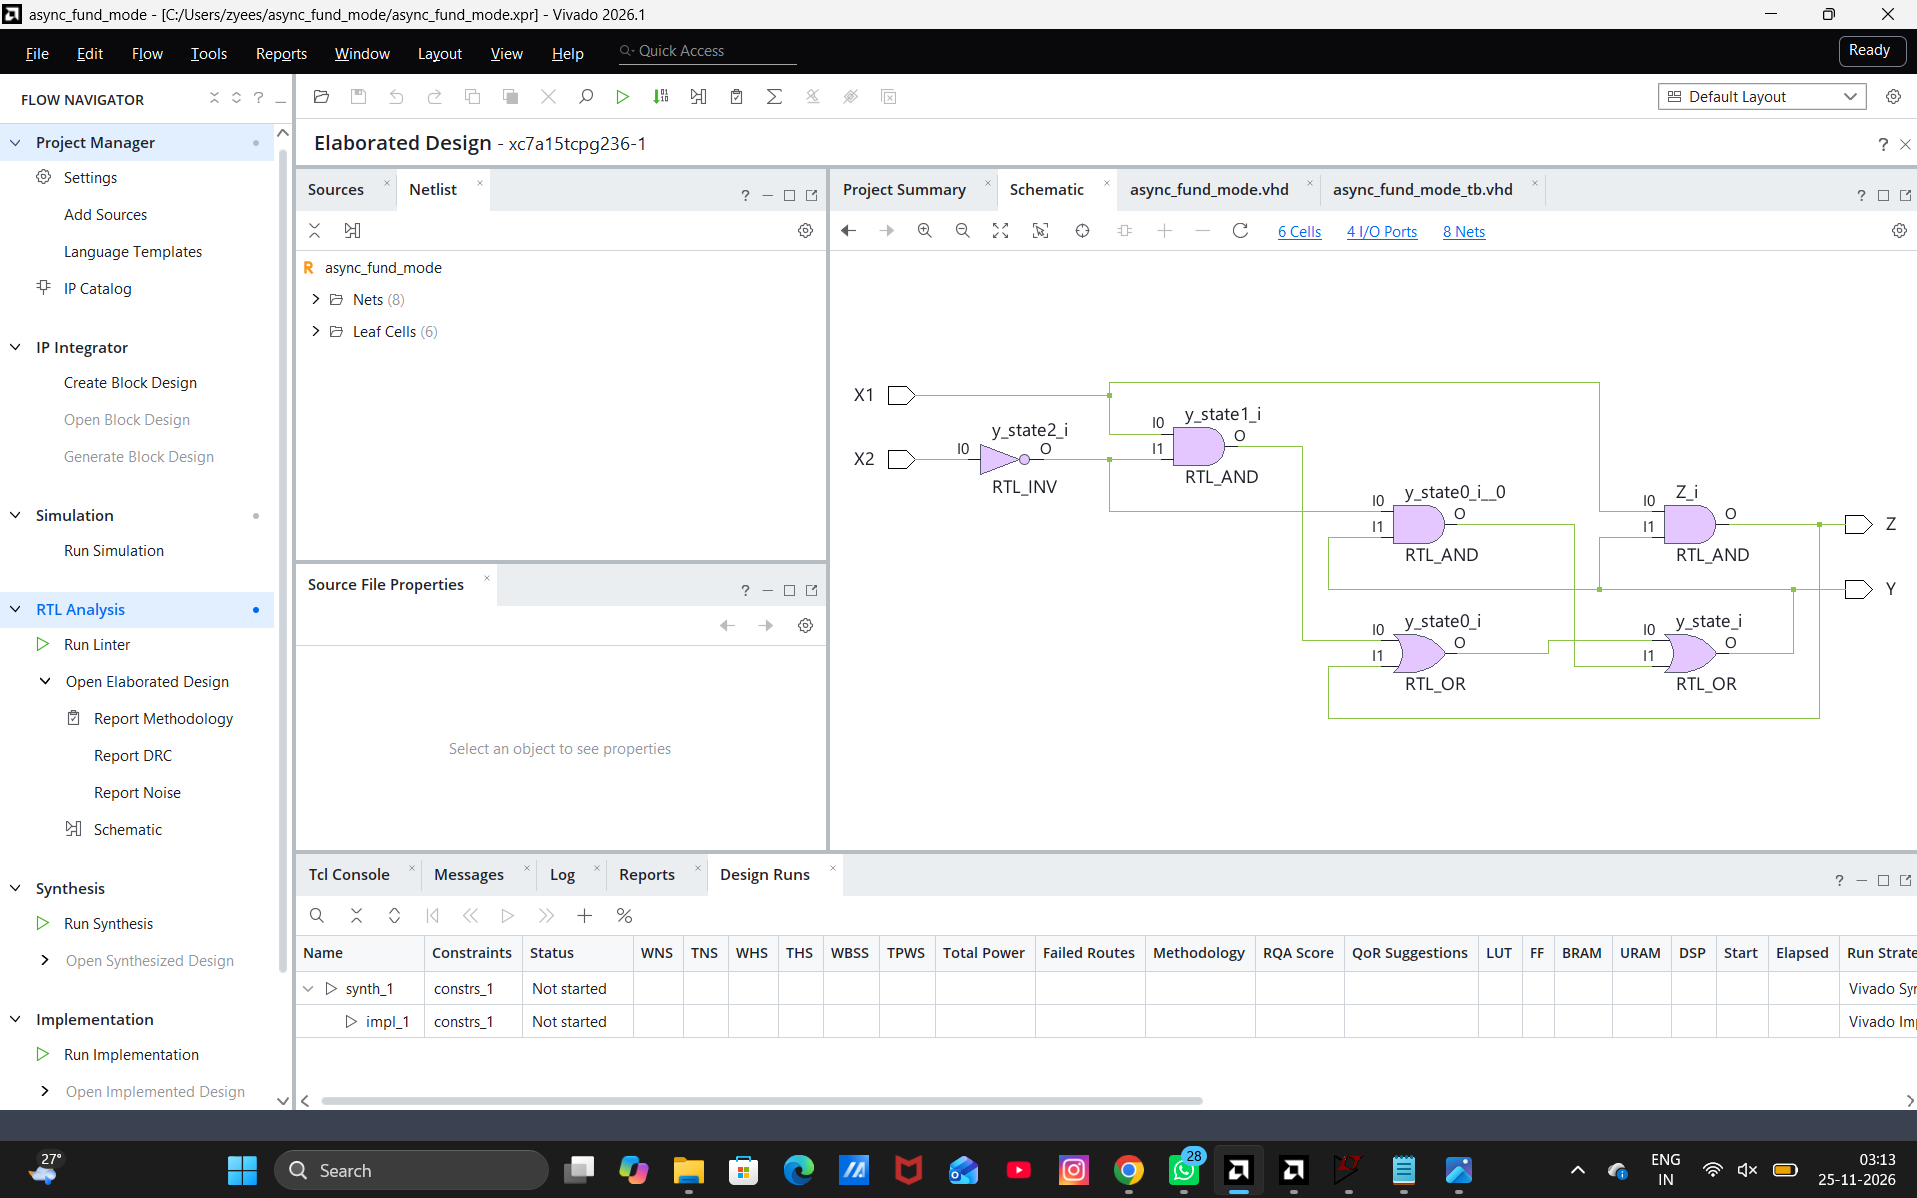 async_fund_mode - [C:/Users/zyees/async_fund_mode/async_fund_mode.xpr] - Vivado 2026.1
File Edit Flow Tools Reports Window Layout View Help Quick Access Ready
FLOW NAVIGATOR ? Default Layout
Elaborated Design - xc7a15tcpg236-1 ?
Project Manager
Settings
Add Sources
Language Templates
IP Catalog
IP Integrator
Create Block Design
Open Block Design
Generate Block Design
Simulation
Run Simulation
RTL Analysis
Run Linter
Open Elaborated Design
Report Methodology
Report DRC
Report Noise
Schematic
Synthesis
Run Synthesis
Open Synthesized Design
Implementation
Run Implementation
Open Implemented Design
Sources Netlist ?
R async_fund_mode
Nets (8)
Leaf Cells (6)
Source File Properties ?
Select an object to see properties
Project Summary Schematic async_fund_mode.vhd async_fund_mode_tb.vhd ?
6 Cells 4 I/O Ports 8 Nets
X1
X2
y_state2_i
I0 O
RTL_INV
y_state1_i
I0 O
I1
RTL_AND
y_state0_i__0
I0 O
I1
RTL_AND
Z_i
I0 O
I1
RTL_AND
Z
Y
y_state0_i
I0 O
I1
RTL_OR
y_state_i
I0 O
I1
RTL_OR
Tcl Console Messages Log Reports Design Runs ?
%
Name Constraints Status WNS TNS WHS THS WBSS TPWS Total Power Failed Routes Methodology RQA Score QoR Suggestions LUT FF BRAM URAM DSP Start Elapsed Run Strate
synth_1 constrs_1 Not started Vivado Syn
impl_1 constrs_1 Not started Vivado Imp
27° Search 28 ENG 03:13
IN 25-11-2026